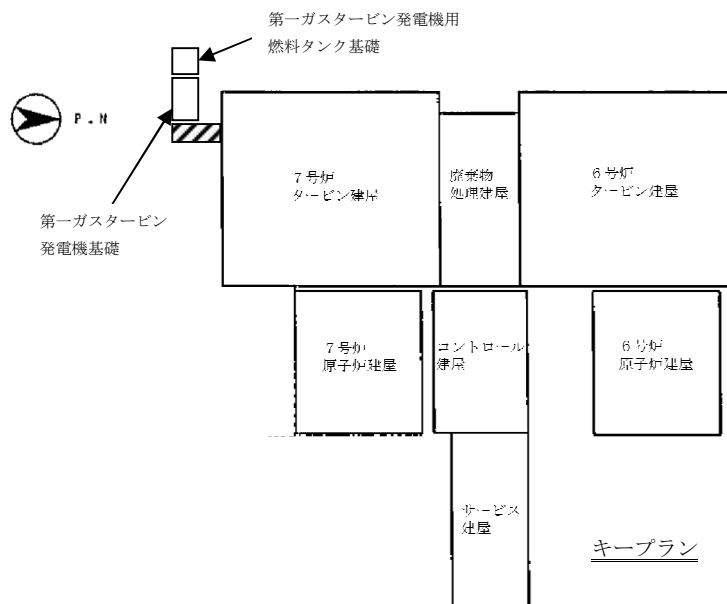 第一ガスタービン発電機用
燃料タンク基礎
P.N
7号炉
タービン建屋
廃棄物
処理建屋
6号炉
タービン建屋
第一ガスタービン
発電機基礎
7号炉
原子炉建屋
コントロール
建屋
6号炉
原子炉建屋
サービス
建屋
キープラン